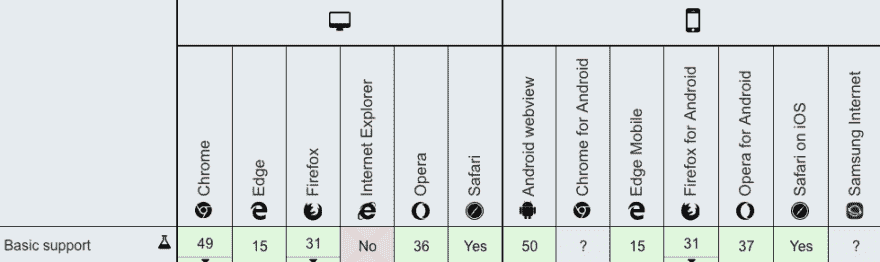 Chrome
Edge
Firefox
Internet Explorer
Opera
Safari
Android webview
Chrome for Android
Edge Mobile
Firefox for Android
Opera for Android
Safari on iOS
Samsung Internet
Basic support 49 15 31 No 36 Yes 50 ? 15 31 37 Yes ?